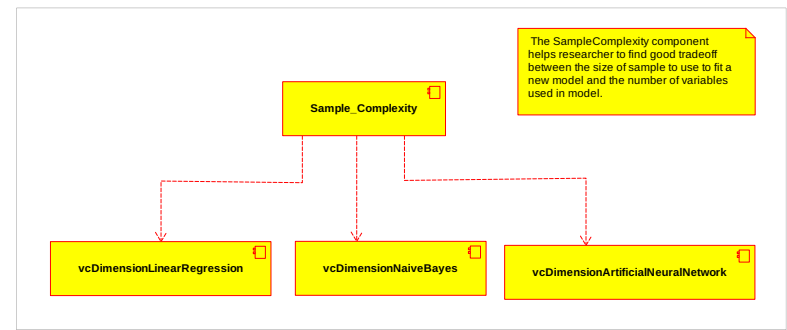 The SampleComplexity component
helps researcher to find good tradeoff
between the size of sample to use to fit a
new model and the number of variables
used in model.
Sample_Complexity
vcDimensionLinearRegression
vcDimensionNaiveBayes
vcDimensionArtificialNeuralNetwork